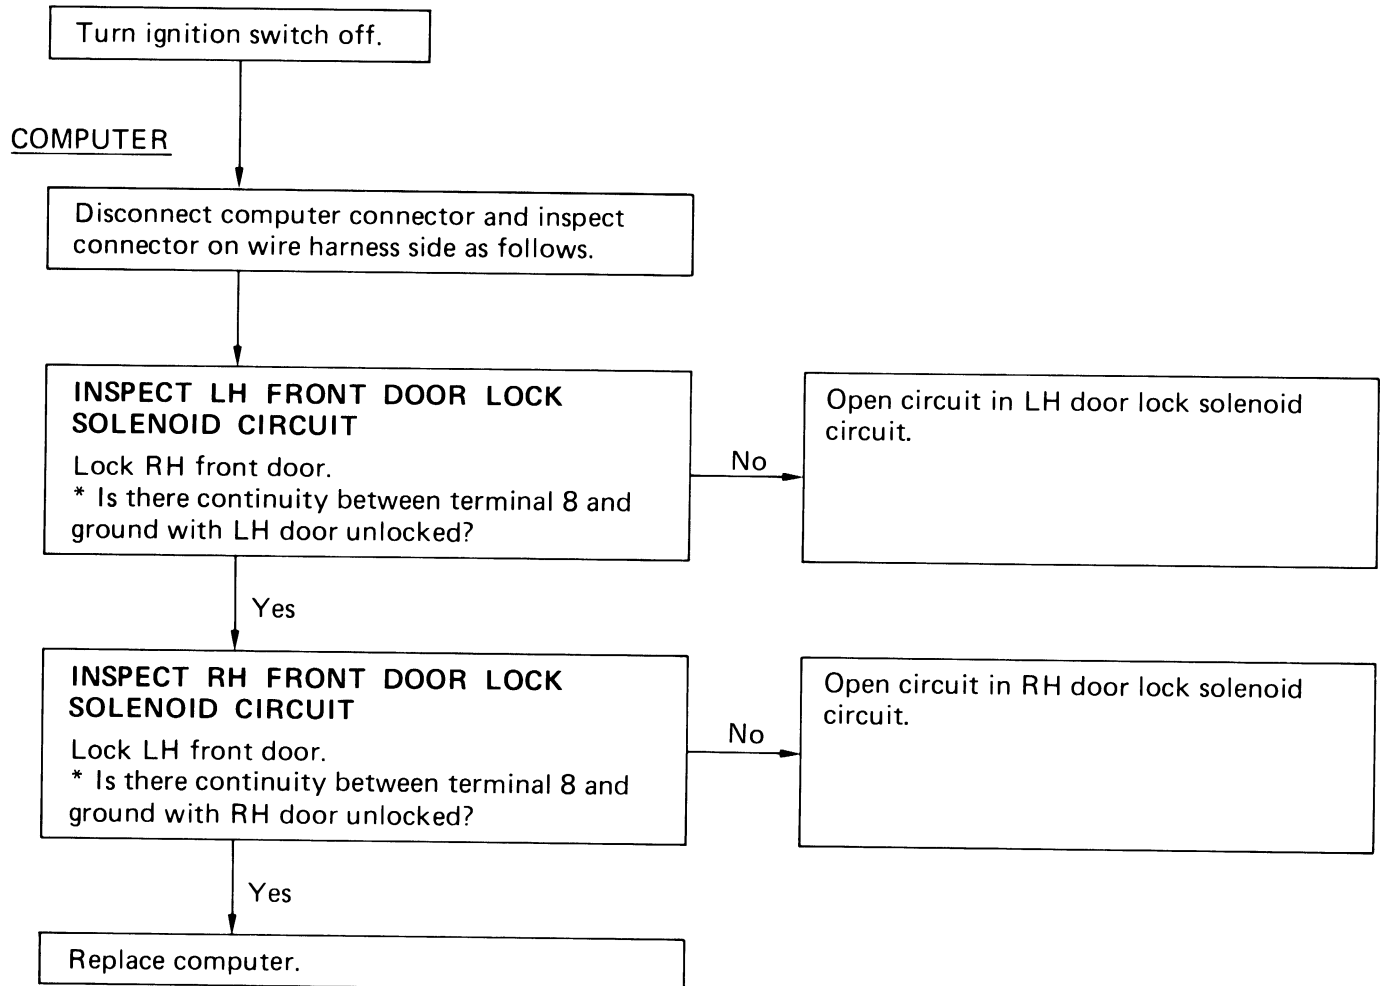 Turn ignition switch off.
COMPUTER
Disconnect computer connector and inspect
connector on wire harness side as follows.
INSPECT LH FRONT DOOR LOCK
SOLENOID CIRCUIT
Lock RH front door.
* Is there continuity between terminal 8 and
ground with LH door unlocked?
No
Open circuit in LH door lock solenoid
circuit.
Yes
INSPECT RH FRONT DOOR LOCK
SOLENOID CIRCUIT
Lock LH front door.
* Is there continuity between terminal 8 and
ground with RH door unlocked?
No
Open circuit in RH door lock solenoid
circuit.
Yes
Replace computer.